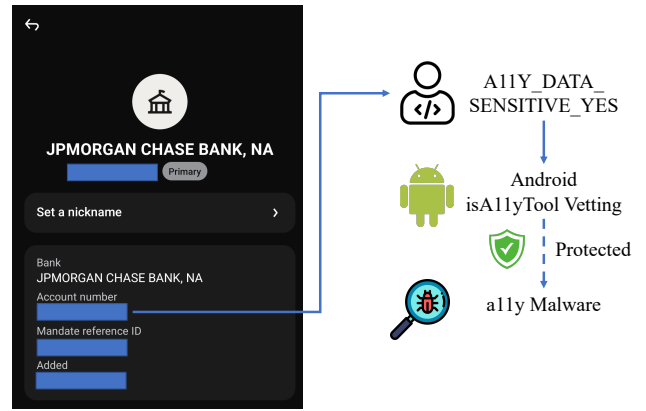 JPMORGAN CHASE BANK, NA
Primary
Set a nickname
Bank
JPMORGAN CHASE BANK, NA
Account number
Mandate reference ID
Added
</>
A11Y_DATA_
SENSITIVE_YES
Android
isA11yTool Vetting
Protected
a11y Malware